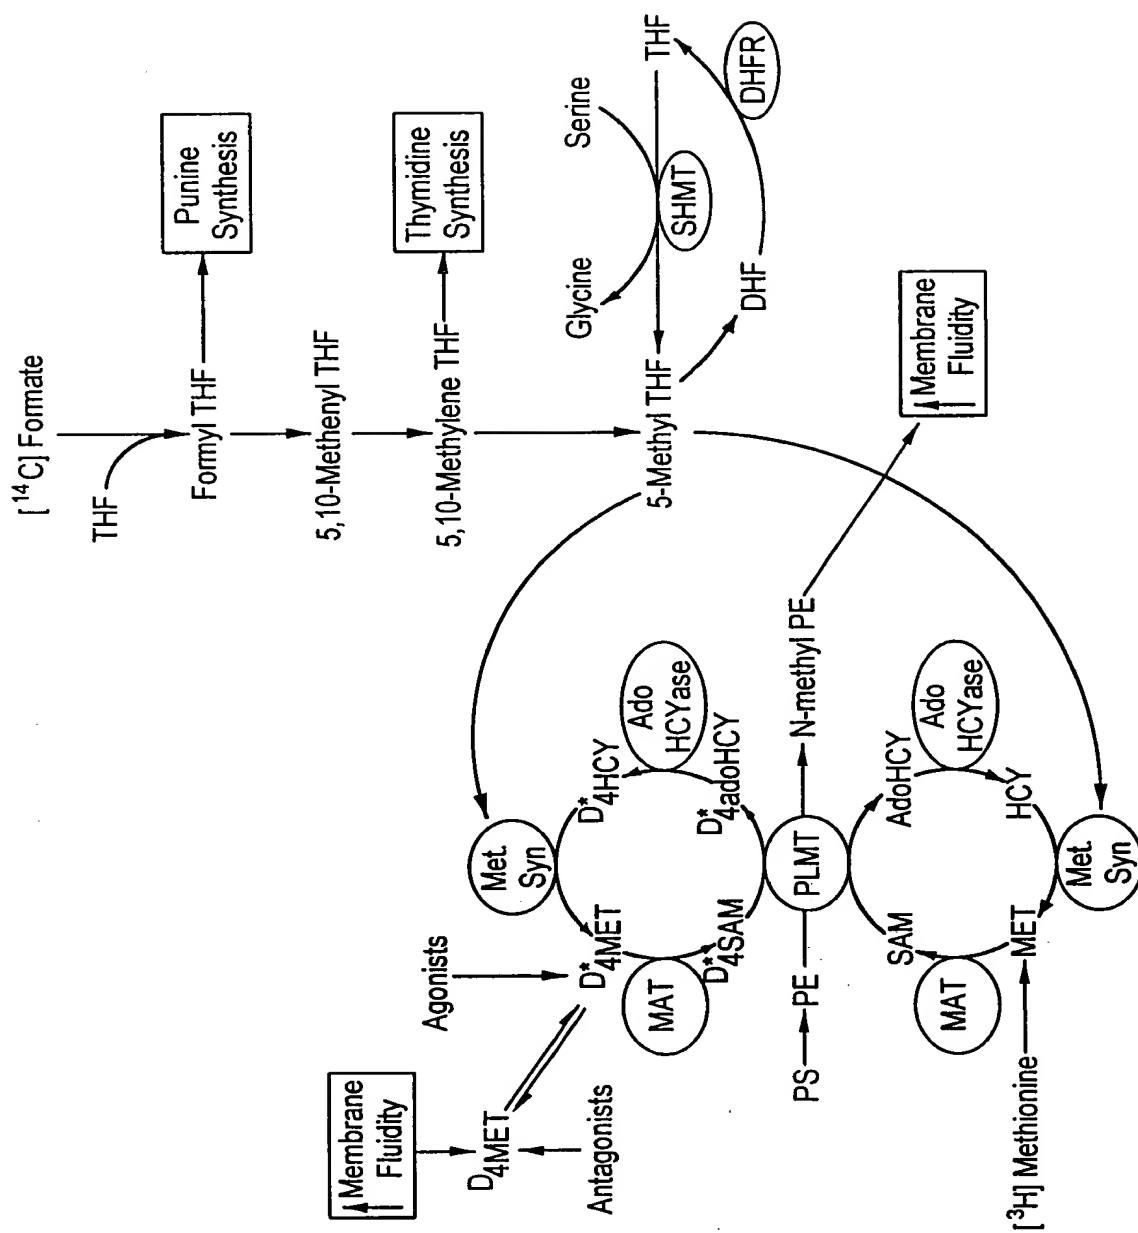 [14C] Formate
THF
Formyl THF
Punine
Synthesis
5,10-Methenyl THF
5,10-Methylene THF
Thymidine
Synthesis
5-Methyl THF
Glycine
Serine
SHMT
THF
DHF
DHFR
Membrane
Fluidity
D4MET
Antagonists
Agonists
D*4MET
Met.
Syn
D*4HCY
MAT
Ado
HCYase
D*4SAM
D*4adoHCY
PS
PE
PLMT
N-methyl PE
Membrane
Fluidity
SAM
AdoHCY
MAT
Ado
HCYase
[3H] Methionine
MET
HCY
Met.
Syn